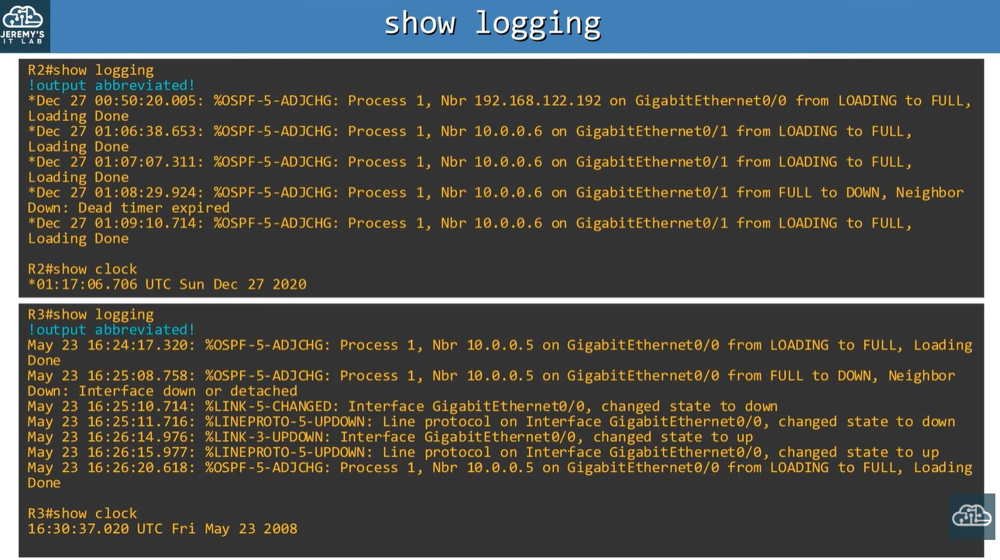 JEREMY'S
IT LAB
show logging
R2#show logging
!output abbreviated!
*Dec 27 00:50:20.005: %OSPF-5-ADJCHG: Process 1, Nbr 192.168.122.192 on GigabitEthernet0/0 from LOADING to FULL,
Loading Done
*Dec 27 01:06:38.653: %OSPF-5-ADJCHG: Process 1, Nbr 10.0.0.6 on GigabitEthernet0/1 from LOADING to FULL,
Loading Done
*Dec 27 01:07:07.311: %OSPF-5-ADJCHG: Process 1, Nbr 10.0.0.6 on GigabitEthernet0/1 from LOADING to FULL,
Loading Done
*Dec 27 01:08:29.924: %OSPF-5-ADJCHG: Process 1, Nbr 10.0.0.6 on GigabitEthernet0/1 from FULL to DOWN, Neighbor
Down: Dead timer expired
*Dec 27 01:09:10.714: %OSPF-5-ADJCHG: Process 1, Nbr 10.0.0.6 on GigabitEthernet0/1 from LOADING to FULL,
Loading Done
R2#show clock
*01:17:06.706 UTC Sun Dec 27 2020
R3#show logging
!output abbreviated!
May 23 16:24:17.320: %OSPF-5-ADJCHG: Process 1, Nbr 10.0.0.5 on GigabitEthernet0/0 from LOADING to FULL, Loading
Done
May 23 16:25:08.758: %OSPF-5-ADJCHG: Process 1, Nbr 10.0.0.5 on GigabitEthernet0/0 from FULL to DOWN, Neighbor
Down: Interface down or detached
May 23 16:25:10.714: %LINK-5-CHANGED: Interface GigabitEthernet0/0, changed state to down
May 23 16:25:11.716: %LINEPROTO-5-UPDOWN: Line protocol on Interface GigabitEthernet0/0, changed state to down
May 23 16:26:14.976: %LINK-3-UPDOWN: Interface GigabitEthernet0/0, changed state to up
May 23 16:26:15.977: %LINEPROTO-5-UPDOWN: Line protocol on Interface GigabitEthernet0/0, changed state to up
May 23 16:26:20.618: %OSPF-5-ADJCHG: Process 1, Nbr 10.0.0.5 on GigabitEthernet0/0 from LOADING to FULL, Loading
Done
R3#show clock
16:30:37.020 UTC Fri May 23 2008